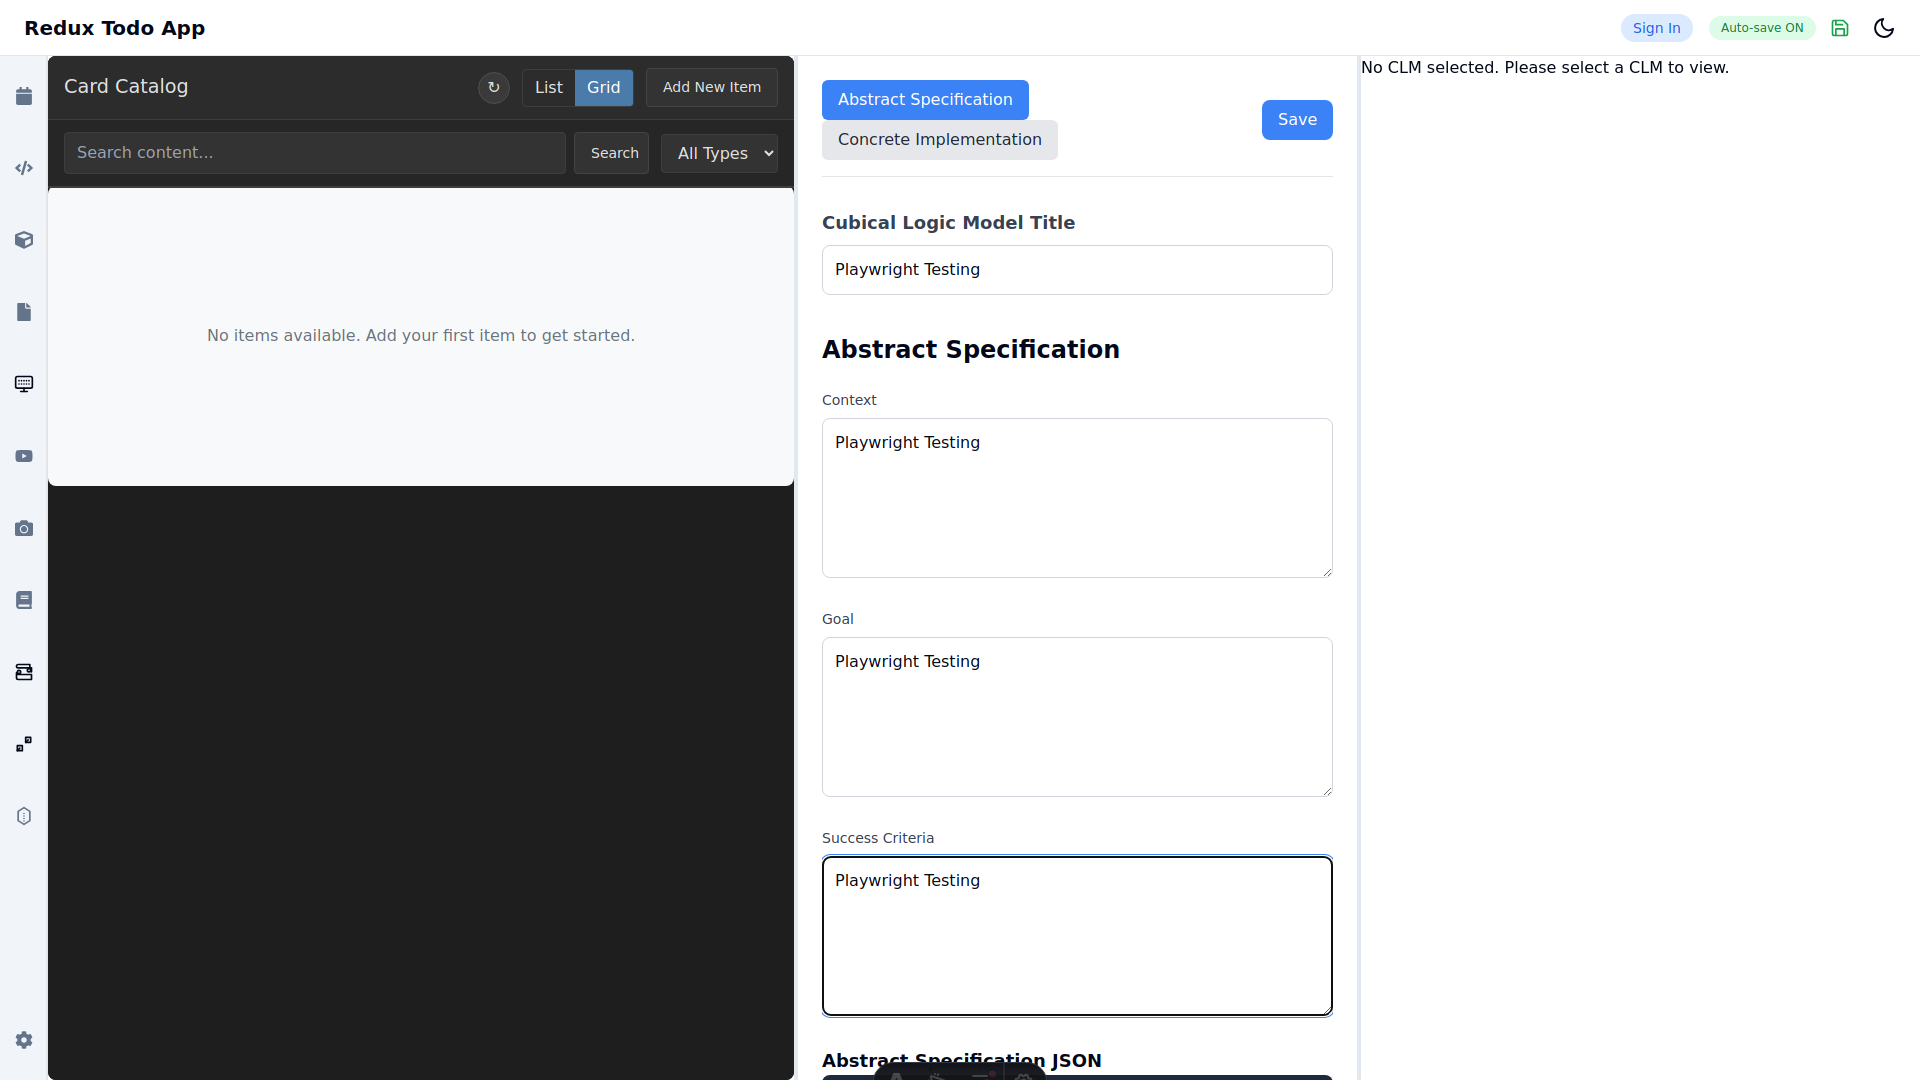 Redux Todo App
Sign In
Auto-save ON
Card Catalog
↻
List
Grid
Add New Item
Search content...
Search
All Types
No items available. Add your first item to get started.
Abstract Specification
Concrete Implementation
Save
Cubical Logic Model Title
Playwright Testing
Abstract Specification
Context
Playwright Testing
Goal
Playwright Testing
Success Criteria
Playwright Testing
Abstract Specification JSON
No CLM selected. Please select a CLM to view.